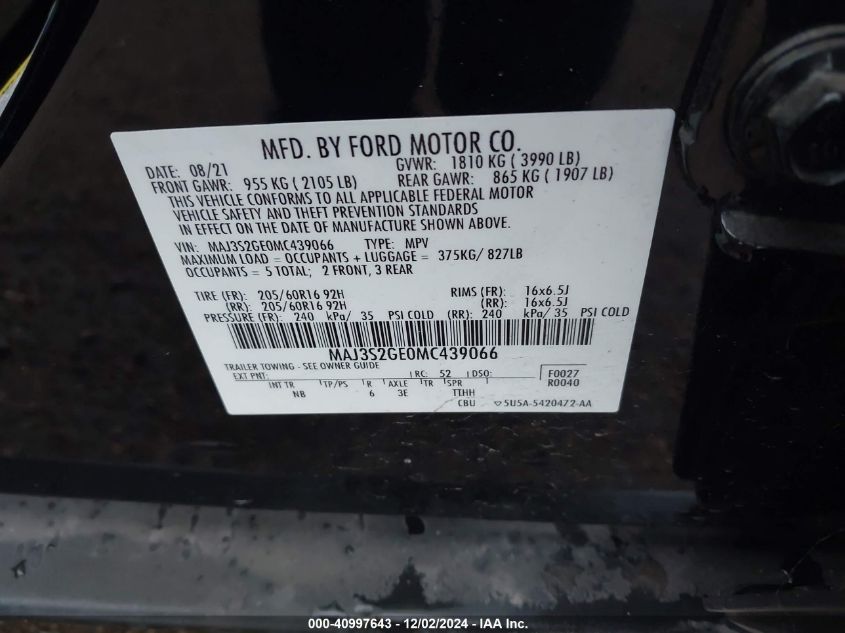 MFD. BY FORD MOTOR CO.
DATE: 08/21 GVWR: 1810 KG ( 3990 LB)
FRONT GAWR: 955 KG ( 2105 LB) REAR GAWR: 865 KG ( 1907 LB)
THIS VEHICLE CONFORMS TO ALL APPLICABLE FEDERAL MOTOR
VEHICLE SAFETY AND THEFT PREVENTION STANDARDS
IN EFFECT ON THE DATE OF MANUFACTURE SHOWN ABOVE.
VIN: MAJ3S2GE0MC439066 TYPE: MPV
MAXIMUM LOAD = OCCUPANTS + LUGGAGE = 375KG/ 827LB
OCCUPANTS = 5 TOTAL; 2 FRONT, 3 REAR
TIRE (FR): 205/60R16 92H RIMS (FR): 16x6.5J
(RR): 205/60R16 92H (RR): 16x6.5J
PRESSURE (FR): 240 kPa/ 35 PSI COLD (RR): 240 kPa/ 35 PSI COLD
MAJ3S2GE0MC439066
TRAILER TOWING - SEE OWNER GUIDE
EXT PNT: RC: 52 DSO: F0027
R0040
INT TR TP/PS R AXLE TR SPR
NB 6 3E TTHH
CBU 5U5A-5420472-AA
000-40997643 - 12/02/2024 - IAA Inc.